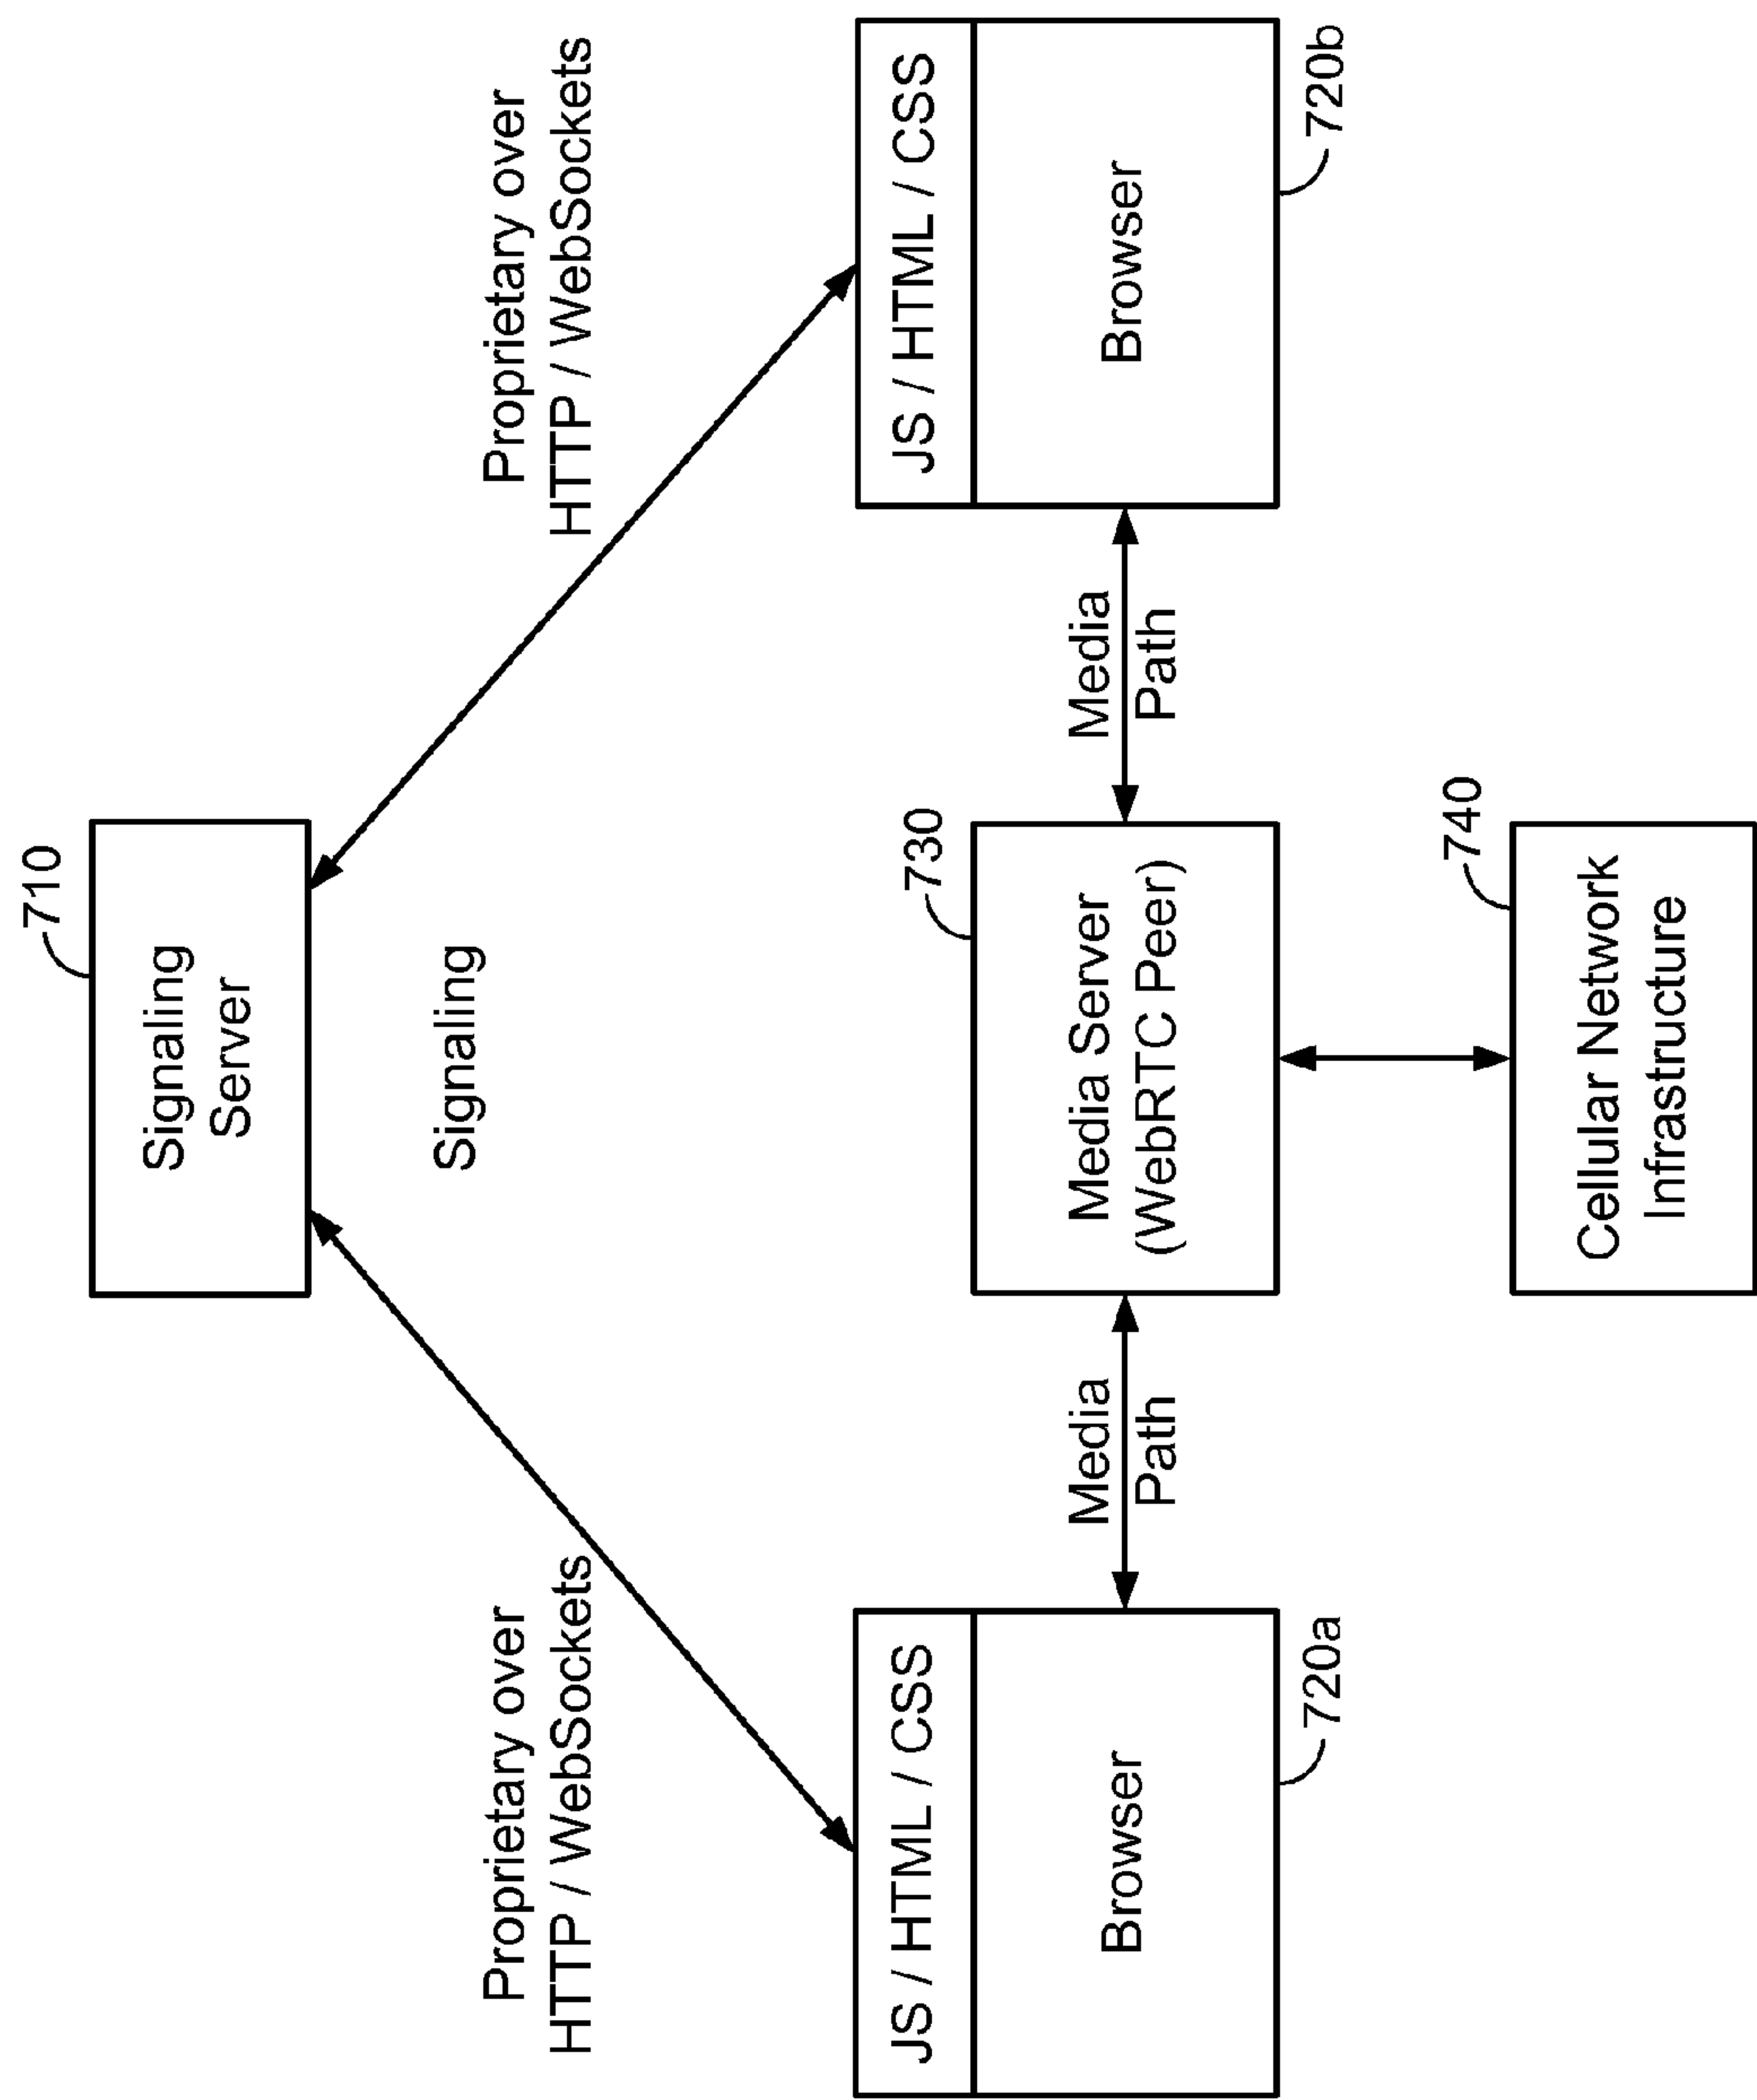 710
Signaling
Server
Proprietary over
HTTP / WebSockets
Signaling
Proprietary over
HTTP / WebSockets
JS / HTML / CSS
Browser
720a
Media
Path
730
Media Server
(WebRTC Peer)
Media
Path
JS / HTML / CSS
Browser
720b
740
Cellular Network
Infrastructure